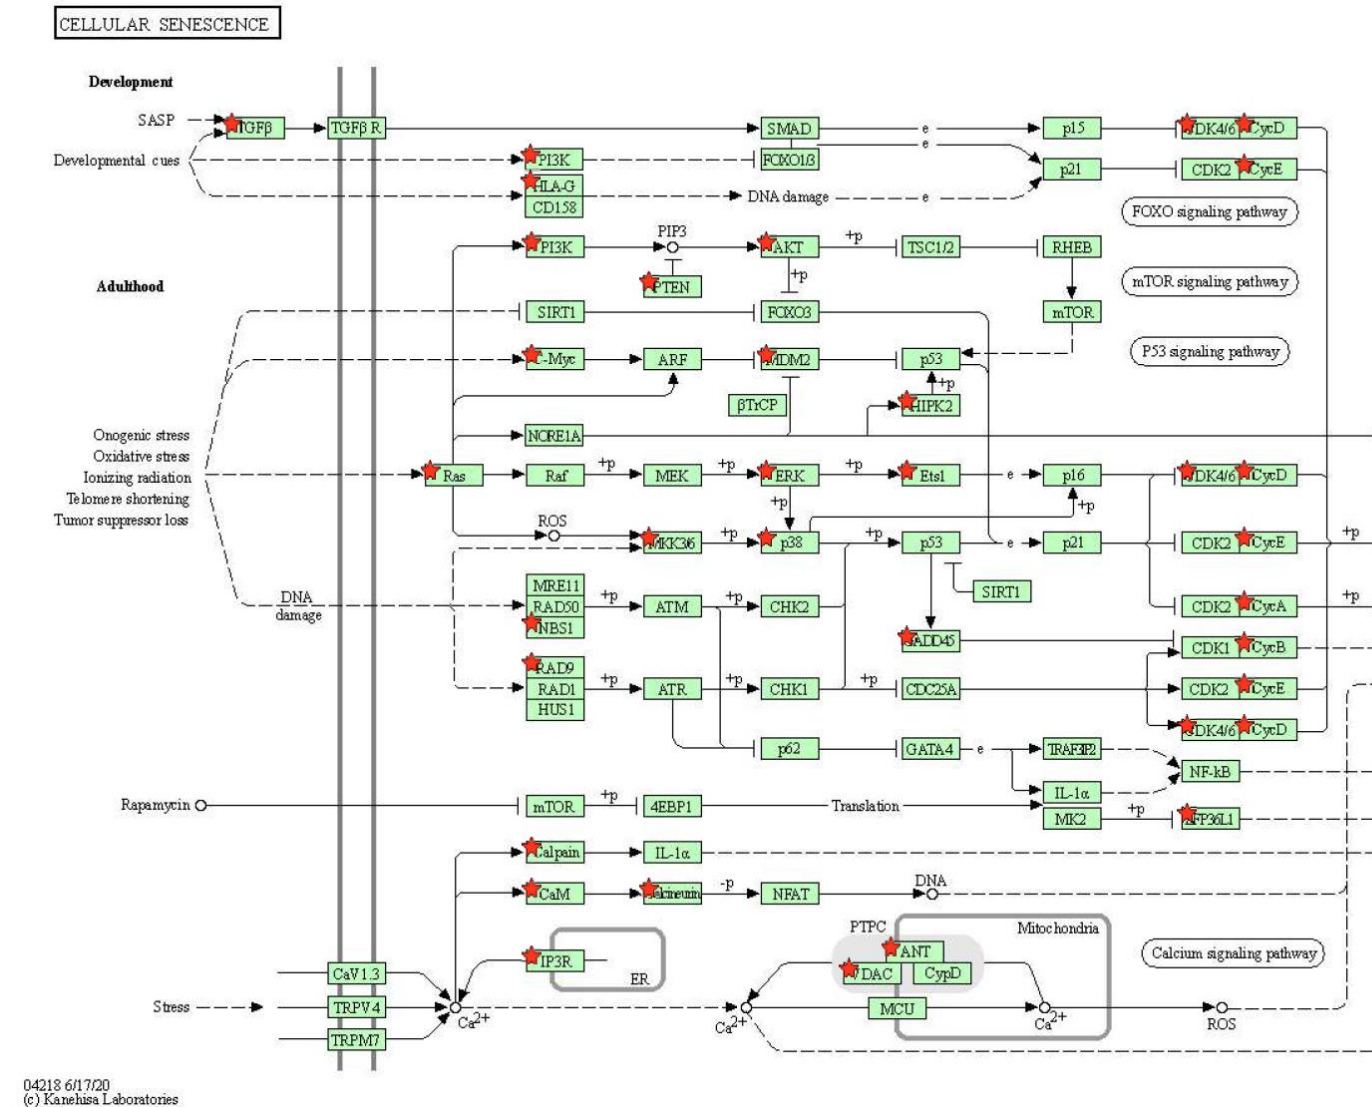 CELLULAR SENESCENCE
Development
SASP
TGFβ
TGFβ R
SMAD
e
p15
CDK4/6
CycD
e
Developmental cues
PI3K
FOXO1/3
p21
CDK2
CycE
HLA-G
CD158
DNA damage
e
FOXO signaling pathway
PI3K
PIP3
AKT
+p
TSC1/2
RHEB
+p
PTEN
mTOR signaling pathway
Adulthood
SIRT1
FOXO3
mTOR
c-Myc
ARF
MDM2
p53
P53 signaling pathway
+p
βTrCP
HIPK2
NORE1A
Onogenic stress
Oxidative stress
Ionizing radiation
Telomere shortening
Tumor suppressor loss
Ras
Raf
+p
MEK
+p
ERK
+p
Ets1
e
p16
CDK4/6
CycD
+p
+p
ROS
MKK3/6
+p
p38
+p
p53
e
p21
CDK2
CycE
+p
MRE11
RAD50
NBS1
DNA
damage
+p
ATM
+p
CHK2
SIRT1
CDK2
CycA
+p
GADD45
CDK1
CycB
RAD9
RAD1
HUS1
+p
ATR
+p
CHK1
+p
CDC25A
CDK2
CycE
CDK4/6
CycD
p62
GATA4
e
TRAF3IP2
NF-kB
IL-1α
Rapamycin
mTOR
+p
4EBP1
Translation
MK2
+p
ZFP36L1
Calpain
IL-1α
CaM
Calcineurin
-p
NFAT
DNA
PTPC
Mitochondria
ANT
VDAC
CypD
Calcium signaling pathway
IP3R
ER
CaV1.3
Stress
TRPV4
Ca2+
Ca2+
MCU
Ca2+
ROS
TRPM7
04218 6/17/20
(c) Kanehisa Laboratories